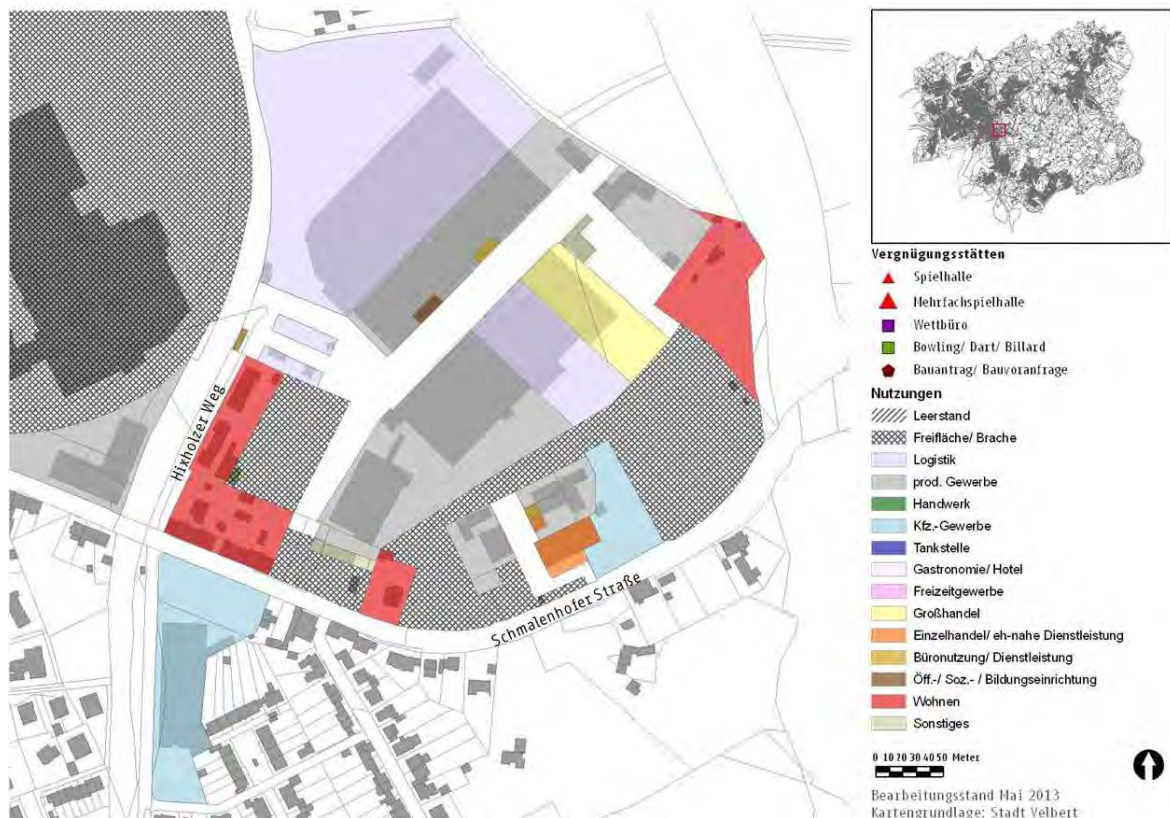 Hixholzer Weg
Schmalenhofer Straße
Vergnügungsstätten
Spielhalle
Mehrfachspielhalle
Wettbüro
Bowling/ Dart/ Billard
Bauantrag/ Bauvoranfrage
Nutzungen
Leerstand
Freifläche/ Brache
Logistik
prod. Gewerbe
Handwerk
Kfz.-Gewerbe
Tankstelle
Gastronomie/ Hotel
Freizeitgewerbe
Großhandel
Einzelhandel/ eh-nahe Dienstleistung
Büronutzung/ Dienstleistung
Öff.-/ Soz.- / Bildungseinrichtung
Wohnen
Sonstiges
0 10 20 30 40 50 Meter
Bearbeitungsstand Mai 2013
Kartengrundlage: Stadt Velbert